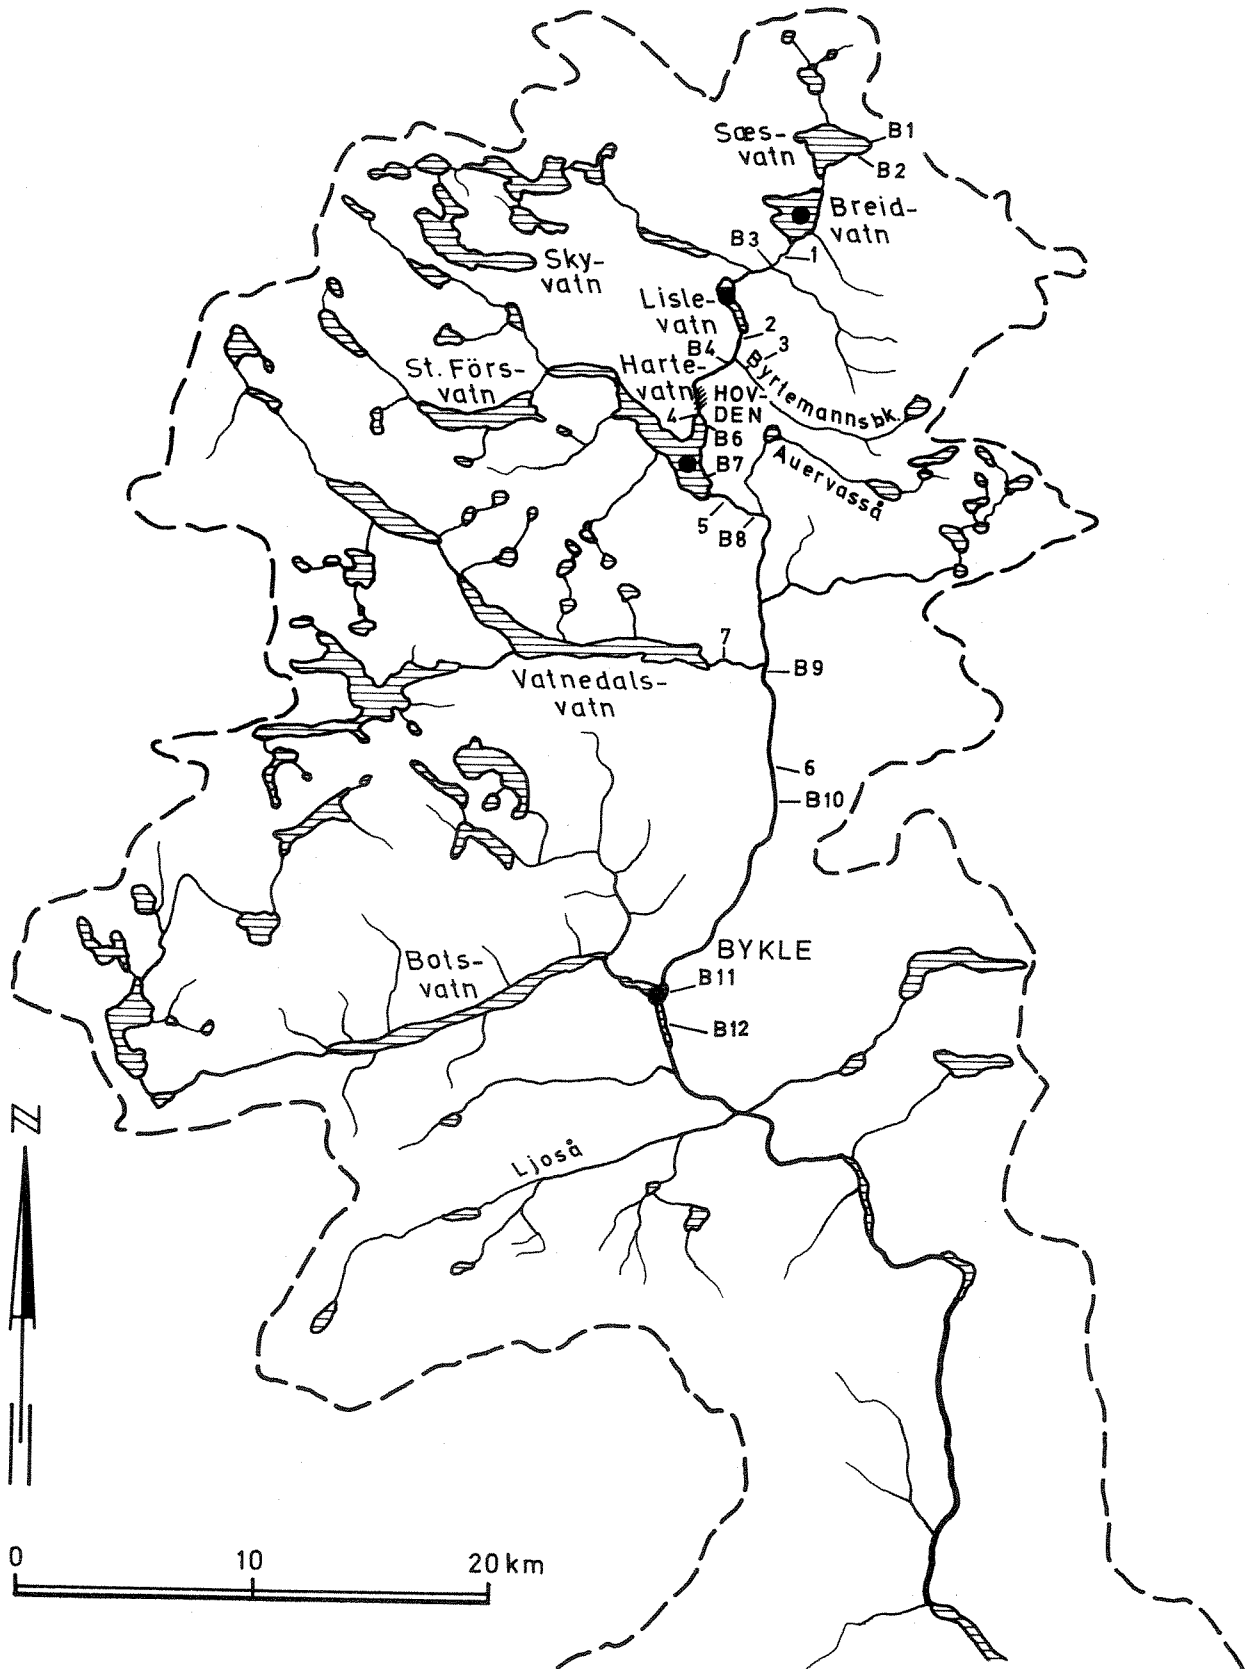 Sæs-
vatn
B1
B2
Breid-
vatn
B3
1
Sky-
vatn
Lisle-
vatn
2
B4
3
Byrtemannsbk.
St. Förs-
vatn
Harte-
vatn
HOV-
DEN
4
B6
B7
Auervasså
5
B8
7
B9
Vatnedals-
vatn
6
B10
BYKLE
Bots-
vatn
B11
B12
N
Ljoså
0
10
20 km